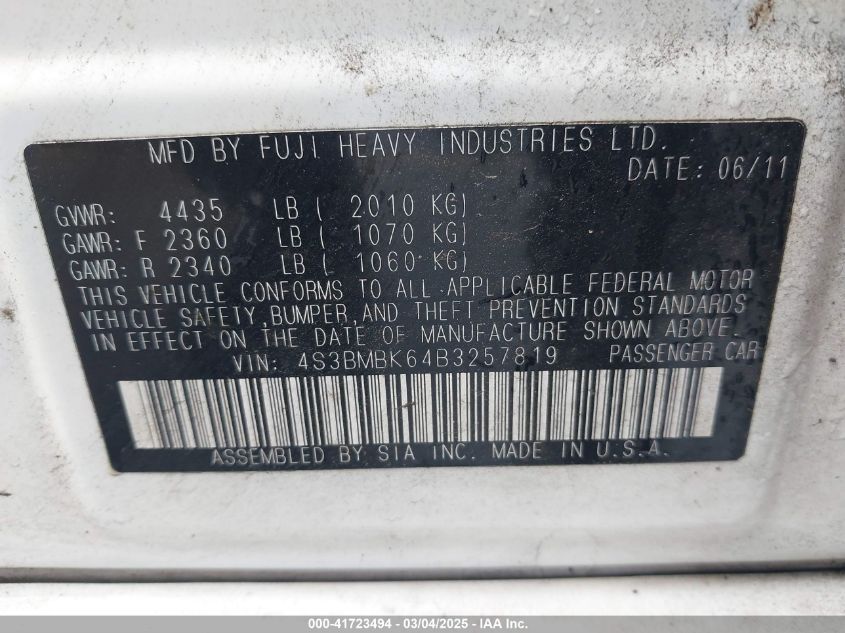 MFD BY FUJI HEAVY INDUSTRIES LTD.
DATE: 06/11
GVWR: 4435 LB ( 2010 KG)
GAWR: F 2360 LB ( 1070 KG)
GAWR: R 2340 LB ( 1060 KG)
THIS VEHICLE CONFORMS TO ALL APPLICABLE FEDERAL MOTOR
VEHICLE SAFETY,BUMPER,AND THEFT PREVENTION STANDARDS
IN EFFECT ON THE DATE OF MANUFACTURE SHOWN ABOVE.
VIN: 4S3BMBK64B3257819 PASSENGER CAR
ASSEMBLED BY SIA INC. MADE IN U.S.A.
000-41723494 - 03/04/2025 - IAA Inc.